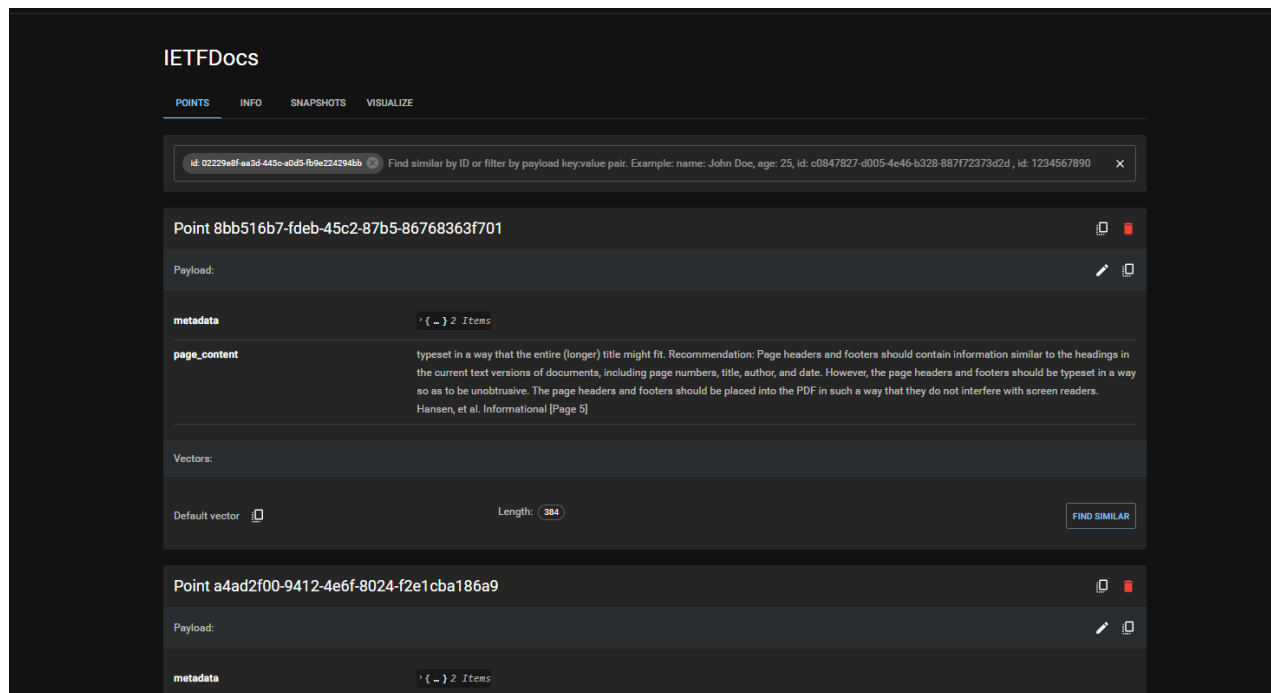 IETFDocs
POINTS INFO SNAPSHOTS VISUALIZE
id: 02229e8f-aa3d-445c-a0d5-fb9e224294bb Find similar by ID or filter by payload key:value pair. Example: name: John Doe, age: 25, id: c0847827-d005-4e46-b328-887f72373d2d , id: 1234567890
Point 8bb516b7-fdeb-45c2-87b5-86768363f701
Payload:
metadata {…} 2 Items
page_content typeset in a way that the entire (longer) title might fit. Recommendation: Page headers and footers should contain information similar to the headings in
the current text versions of documents, including page numbers, title, author, and date. However, the page headers and footers should be typeset in a way
so as to be unobtrusive. The page headers and footers should be placed into the PDF in such a way that they do not interfere with screen readers.
Hansen, et al. Informational [Page 5]
Vectors:
Default vector Length: 384 FIND SIMILAR
Point a4ad2f00-9412-4e6f-8024-f2e1cba186a9
Payload:
metadata {…} 2 Items